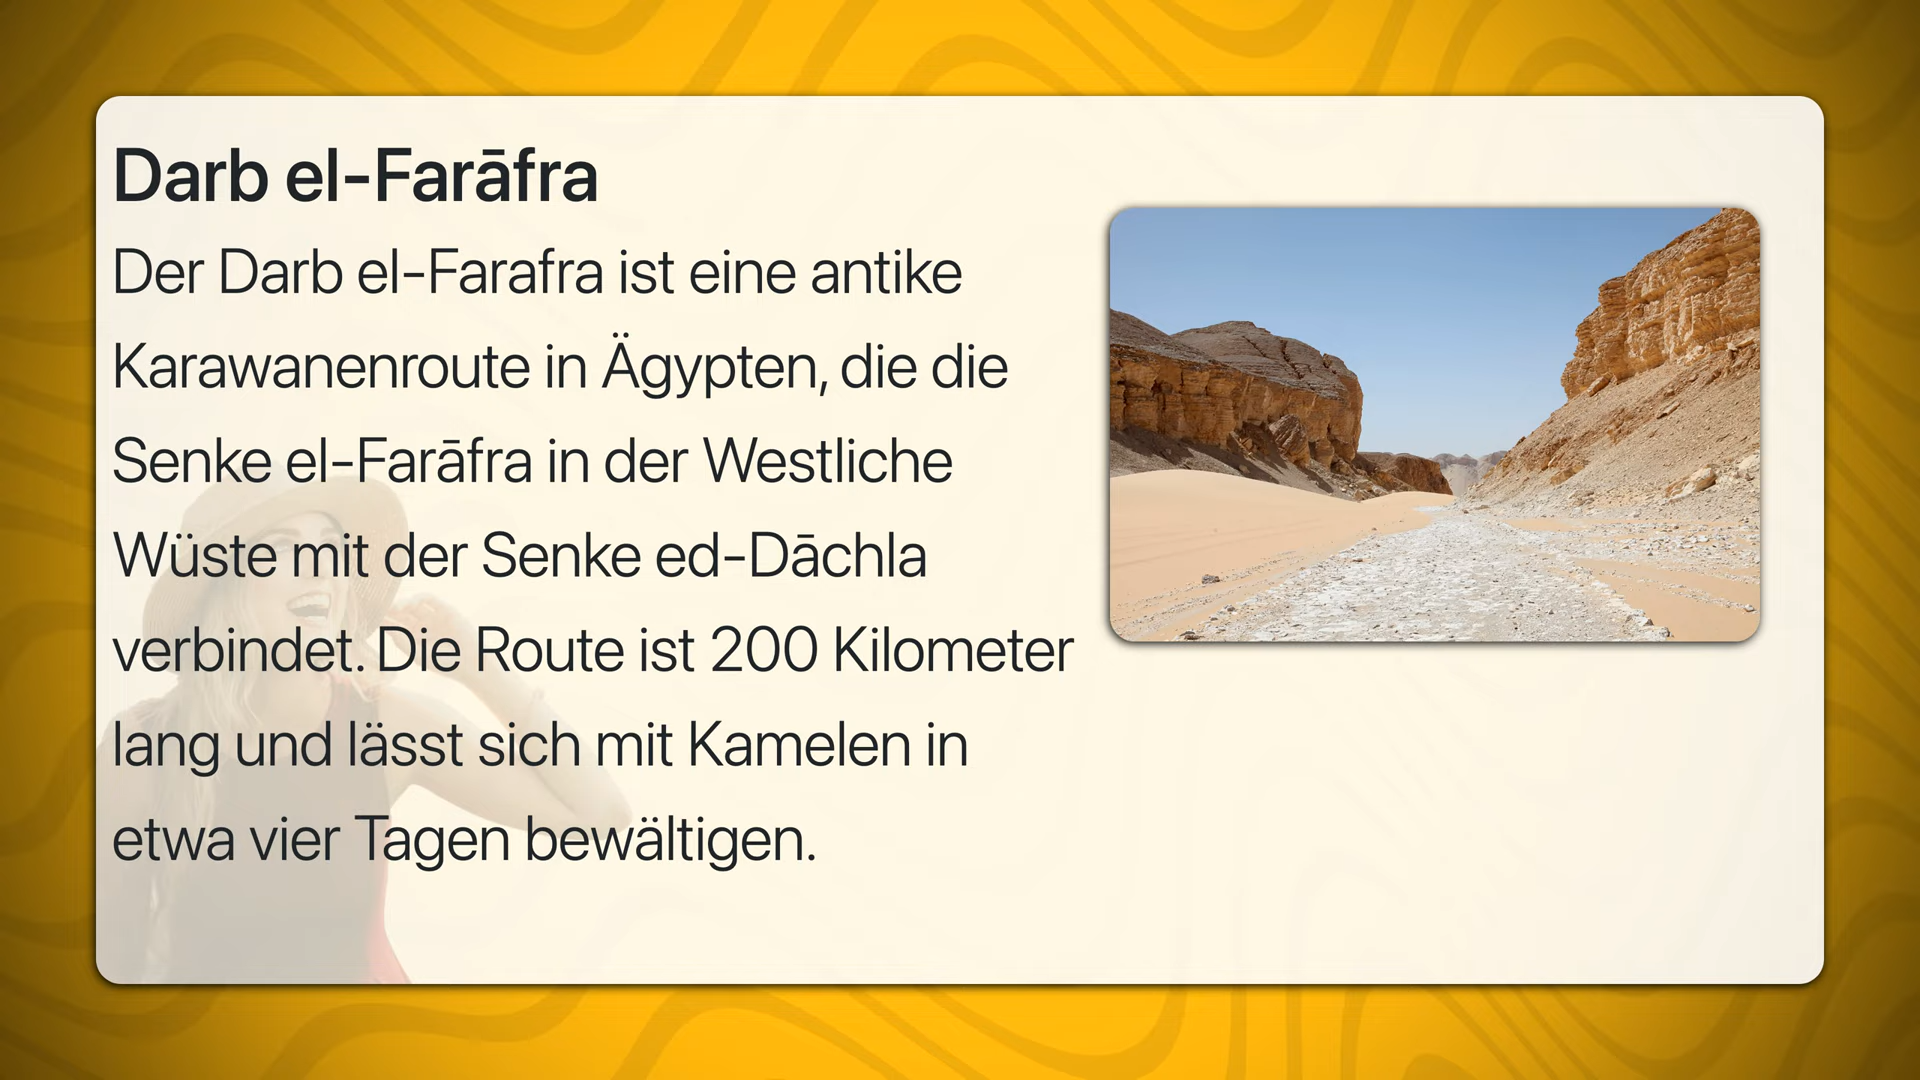 Darb el-Farāfra
Der Darb el-Farafra ist eine antike
Karawanenroute in Ägypten, die die
Senke el-Farāfra in der Westliche
Wüste mit der Senke ed-Dāchla
verbindet. Die Route ist 200 Kilometer
lang und lässt sich mit Kamelen in
etwa vier Tagen bewältigen.